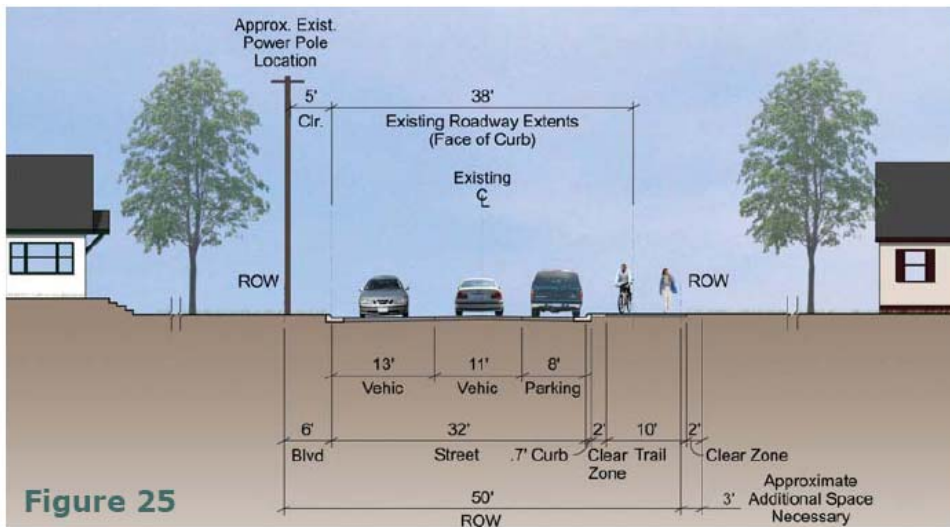 Approx. Exist.
Power Pole
Location
5'
38'
Clr.
Existing Roadway Extents
(Face of Curb)
Existing
℄
ROW
ROW
13'
11'
8'
Vehic
Vehic
Parking
6'
32'
2'
10'
2'
Blvd
Street
.7' Curb
Clear
Zone
Trail
Clear Zone
50'
ROW
3'
Approximate
Additional Space
Necessary
Figure 25